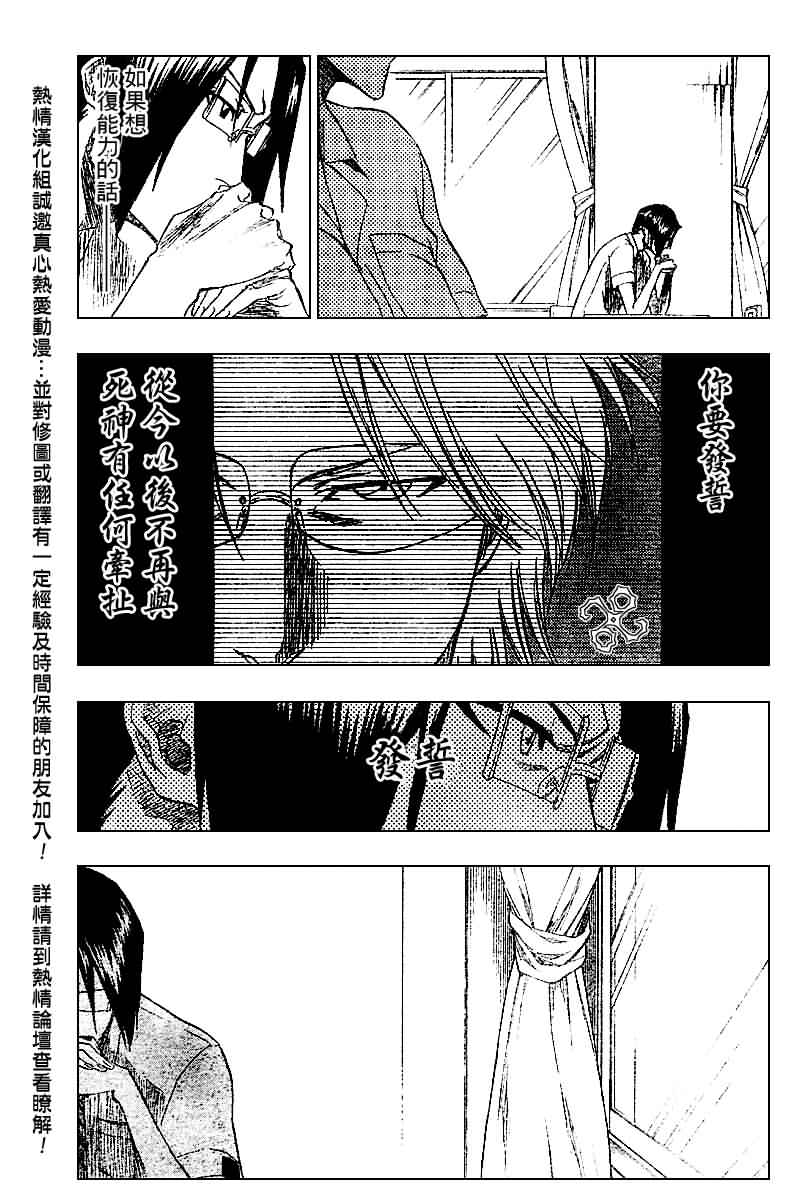 如果想
恢復能力的話
你要發誓
從今以後不再與
死神有任何牽扯
發誓
熱情漢化組誠邀真心熱愛動漫…並對修圖或翻譯有一定經驗及時間保障的朋友加入！ 詳情請到熱情論壇查看瞭解！